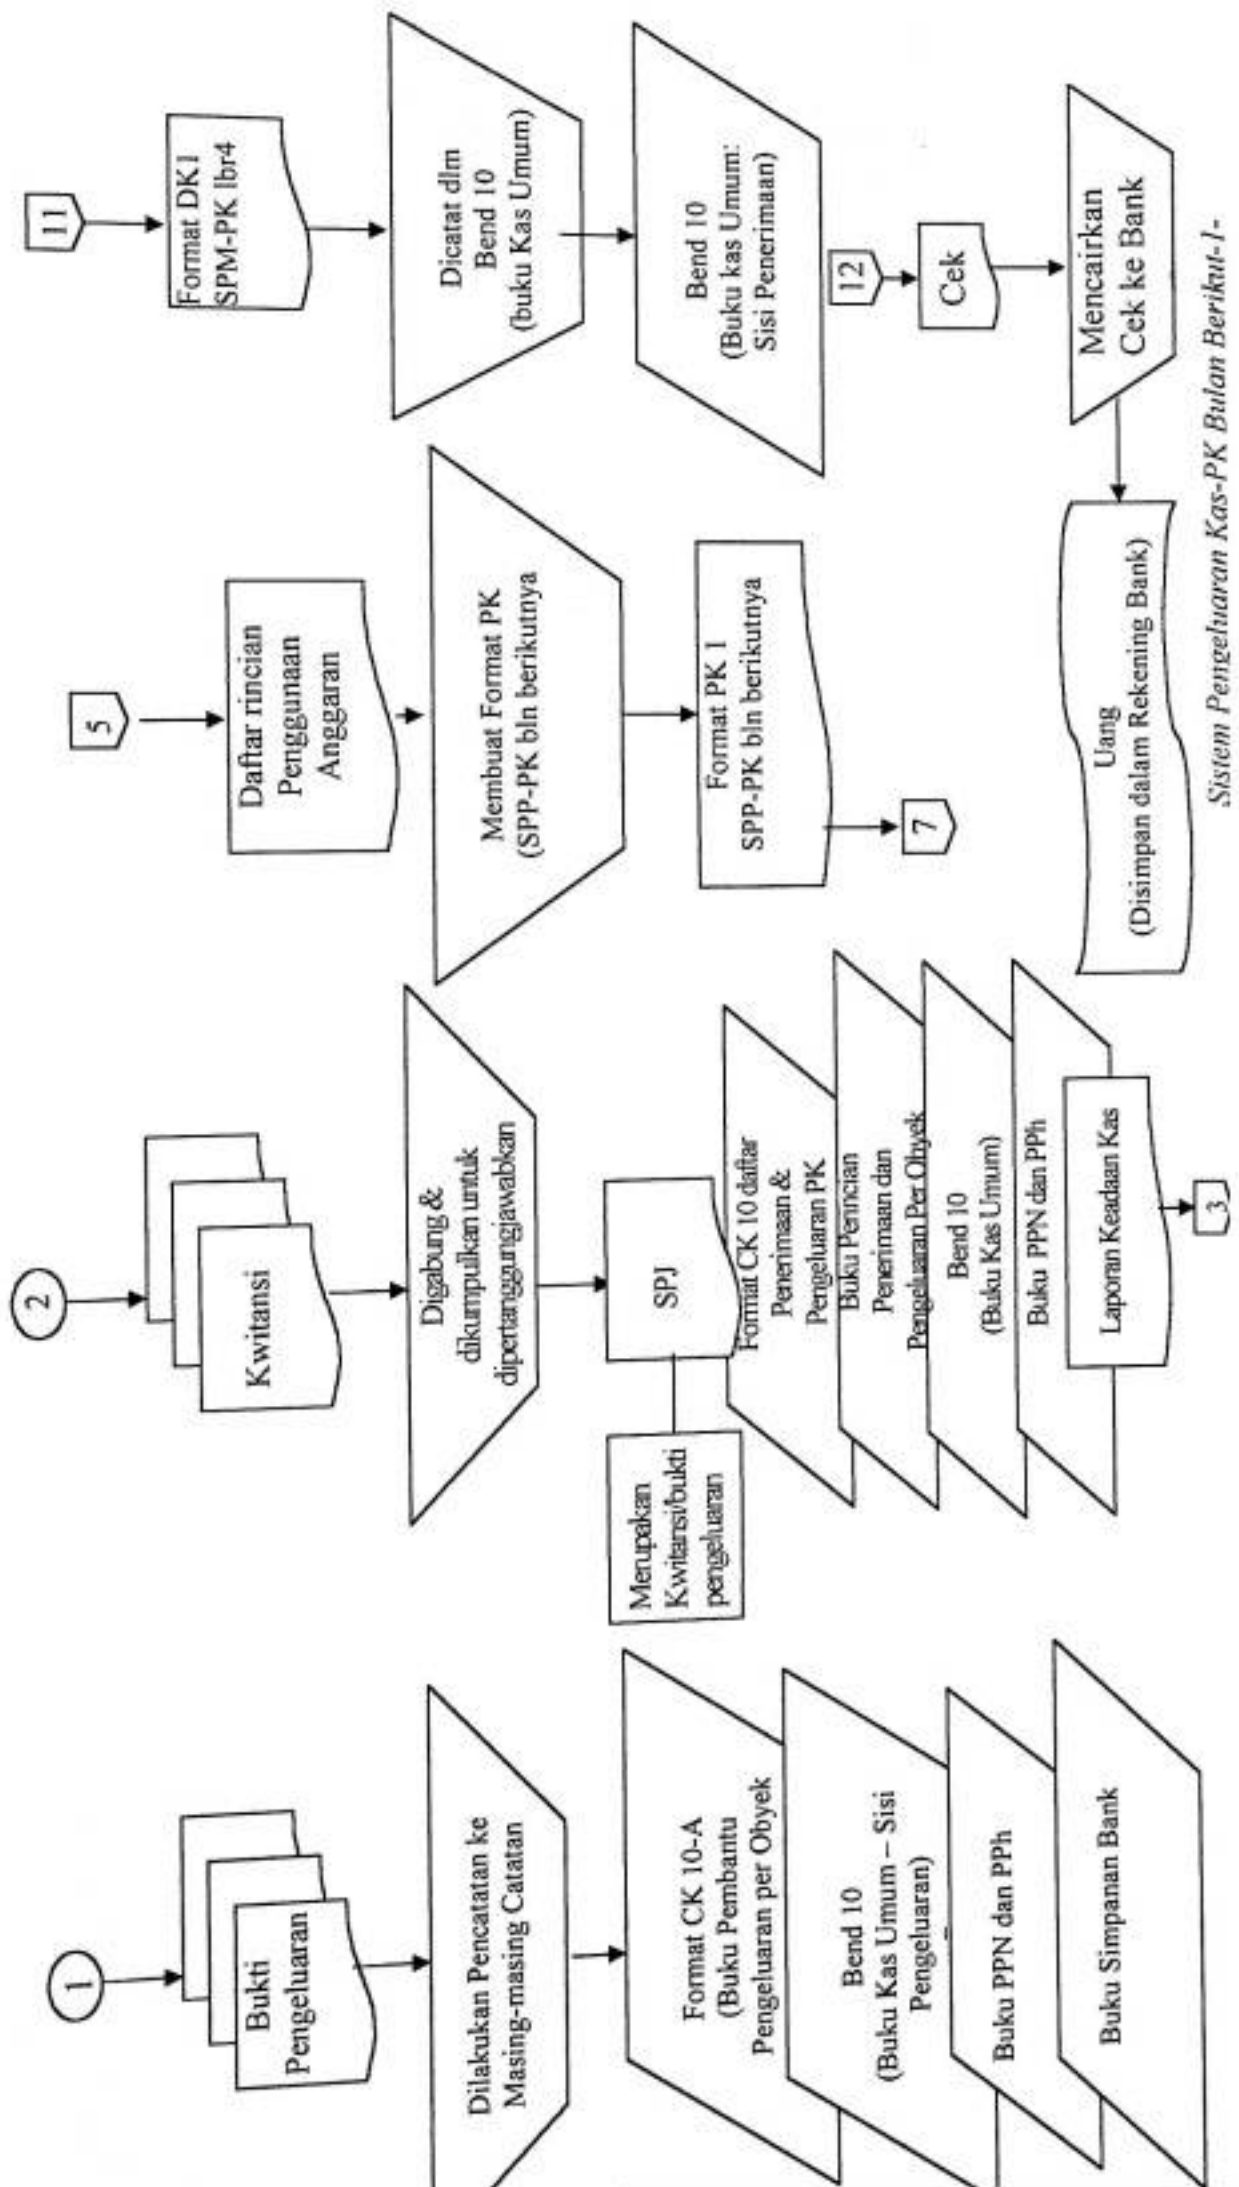 1
Bukti
Pengeluaran
Dilakukan Pencatatan ke
Masing-masing Catatan
Format CK 10-A
(Buku Pembantu
Pengeluaran per Obyek
Bend 10
(Buku Kas Umum – Sisi
Pengeluaran)
Buku PPN dan PPh
Buku Simpanan Bank
2
Kwitansi
Digabung &
dikumpulkan untuk
dipertanggungjawabkan
SPJ
Merupakan
Kwitansi/bukti
pengeluaran
Format CK 10 daftar
Penerimaan &
Pengeluaran PK
Buku Perincian
Penerimaan dan
Pengeluaran Per Obyek
Bend 10
(Buku Kas Umum)
Buku PPN dan PPh
Laporan Keadaan Kas
3
5
Daftar rincian
Penggunaan
Anggaran
Membuat Format PK
(SPP-PK bln berikutnya
Format PK 1
SPP-PK bln berikutnya
7
11
Format DK1
SPM-PK lbr4
Dicatat dlm
Bend 10
(buku Kas Umum)
Bend 10
(Buku kas Umum:
Sisi Penerimaan)
12
Cek
Mencairkan
Cek ke Bank
Uang
(Disimpan dalam Rekening Bank)
Sistem Pengeluaran Kas-PK Bulan Berikut-1-